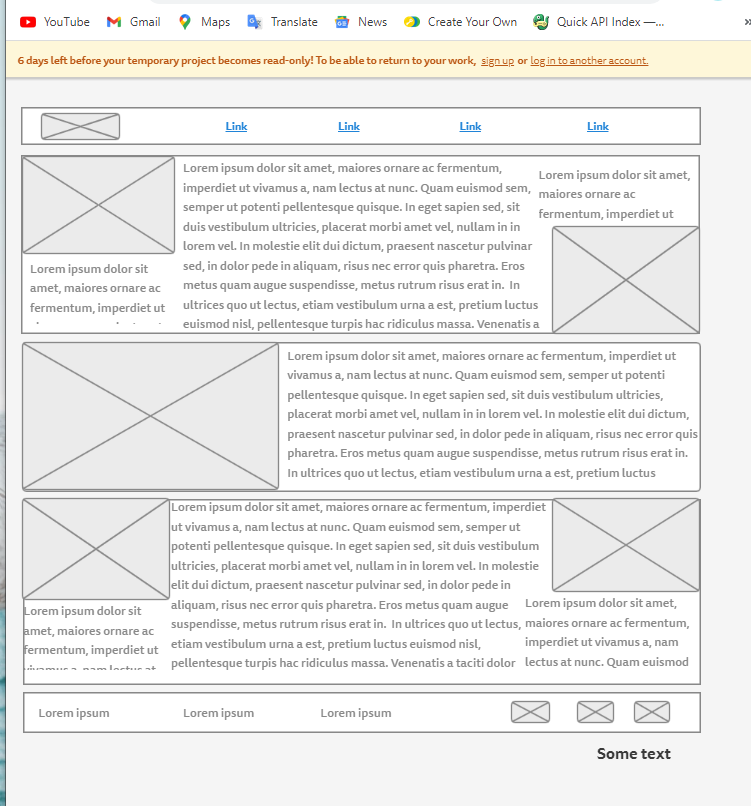 YouTube Gmail Maps Translate News Create Your Own Quick API Index —... »
6 days left before your temporary project becomes read-only! To be able to return to your work, sign up or log in to another account.
Link Link Link Link
Lorem ipsum dolor sit
amet, maiores ornare ac
fermentum, imperdiet ut
Lorem ipsum dolor sit amet, maiores ornare ac fermentum,
imperdiet ut vivamus a, nam lectus at nunc. Quam euismod sem,
semper ut potenti pellentesque quisque. In eget sapien sed, sit
duis vestibulum ultricies, placerat morbi amet vel, nullam in in
lorem vel. In molestie elit dui dictum, praesent nascetur pulvinar
sed, in dolor pede in aliquam, risus nec error quis pharetra. Eros
metus quam augue suspendisse, metus rutrum risus erat in. In
ultrices quo ut lectus, etiam vestibulum urna a est, pretium luctus
euismod nisl, pellentesque turpis hac ridiculus massa. Venenatis a
Lorem ipsum dolor sit amet,
maiores ornare ac
fermentum, imperdiet ut
Lorem ipsum dolor sit amet, maiores ornare ac fermentum, imperdiet ut
vivamus a, nam lectus at nunc. Quam euismod sem, semper ut potenti
pellentesque quisque. In eget sapien sed, sit duis vestibulum ultricies,
placerat morbi amet vel, nullam in in lorem vel. In molestie elit dui dictum,
praesent nascetur pulvinar sed, in dolor pede in aliquam, risus nec error quis
pharetra. Eros metus quam augue suspendisse, metus rutrum risus erat in.
In ultrices quo ut lectus, etiam vestibulum urna a est, pretium luctus
Lorem ipsum dolor sit
amet, maiores ornare ac
fermentum, imperdiet ut
vivamus a, nam lectus at
Lorem ipsum dolor sit amet, maiores ornare ac fermentum, imperdiet
ut vivamus a, nam lectus at nunc. Quam euismod sem, semper ut
potenti pellentesque quisque. In eget sapien sed, sit duis vestibulum
ultricies, placerat morbi amet vel, nullam in in lorem vel. In molestie
elit dui dictum, praesent nascetur pulvinar sed, in dolor pede in
aliquam, risus nec error quis pharetra. Eros metus quam augue
suspendisse, metus rutrum risus erat in. In ultrices quo ut lectus,
etiam vestibulum urna a est, pretium luctus euismod nisl,
pellentesque turpis hac ridiculus massa. Venenatis a taciti dolor
Lorem ipsum dolor sit amet,
maiores ornare ac fermentum,
imperdiet ut vivamus a, nam
lectus at nunc. Quam euismod
Lorem ipsum Lorem ipsum Lorem ipsum
Some text